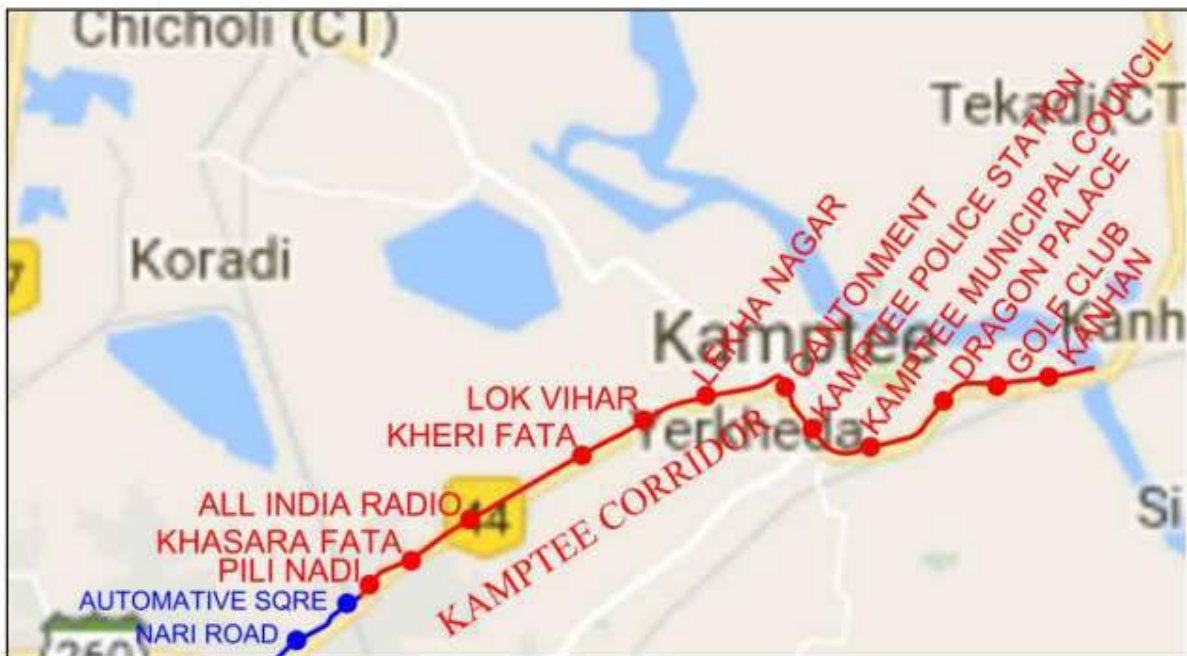 Chicholi (CT)
Tekadi(CT
Koradi
7
Kamptee
Kanh
Yerkheda
44
Si
260
LEKHA NAGAR
CANTONMENT
KAMPTEE POLICE STATION
KAMPTEE MUNICIPAL COUNCIL
DRAGON PALACE
GOLF CLUB
KANHAN
LOK VIHAR
KHERI FATA
ALL INDIA RADIO
KHASARA FATA
PILI NADI
AUTOMATIVE SQRE
NARI ROAD
KAMPTEE CORRIDOR